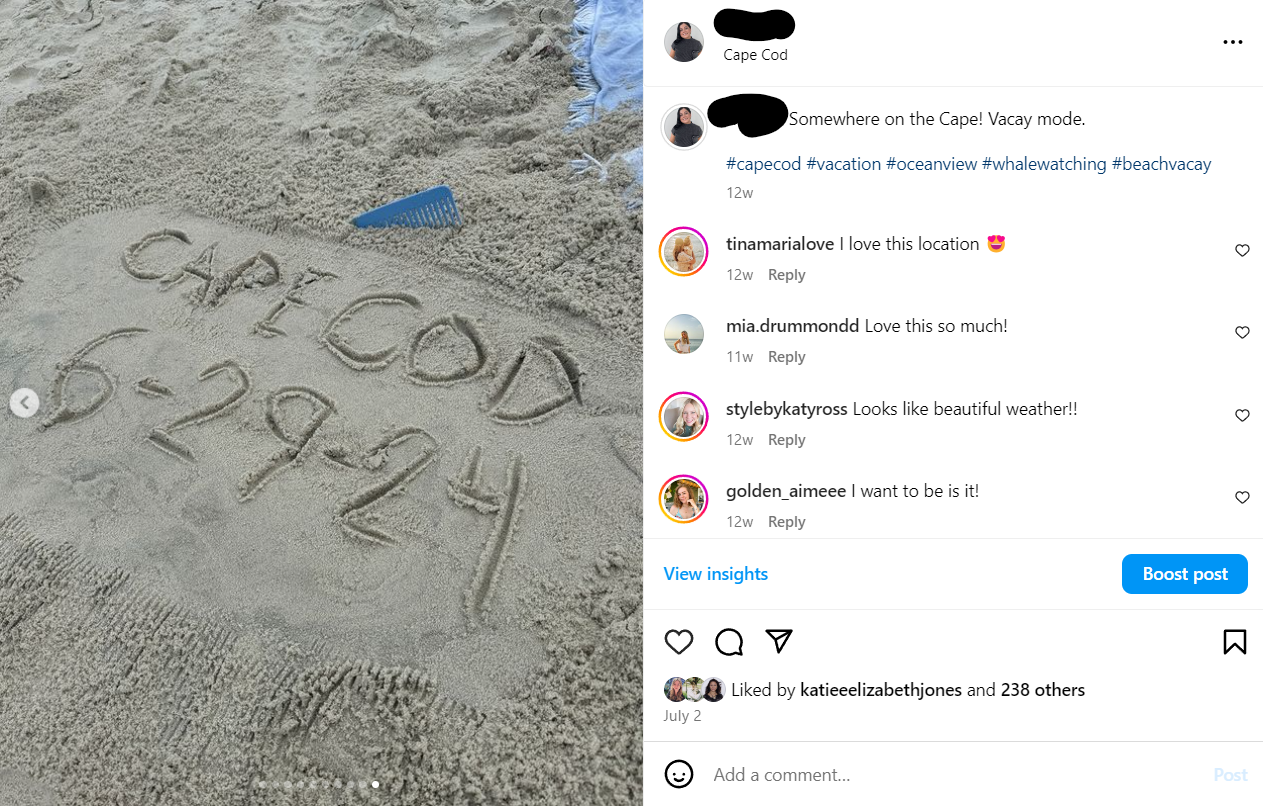 CAPE COD
6-29-24
Cape Cod
Somewhere on the Cape! Vacay mode.
#capecod #vacation #oceanview #whalewatching #beachvacay
12w
tinamarialove I love this location 😍
12w Reply
mia.drummondd Love this so much!
11w Reply
stylebykatyross Looks like beautiful weather!!
12w Reply
golden_aimeee I want to be is it!
12w Reply
View insights
Boost post
Liked by katieeelizabethjones and 238 others
July 2
Add a comment...
Post